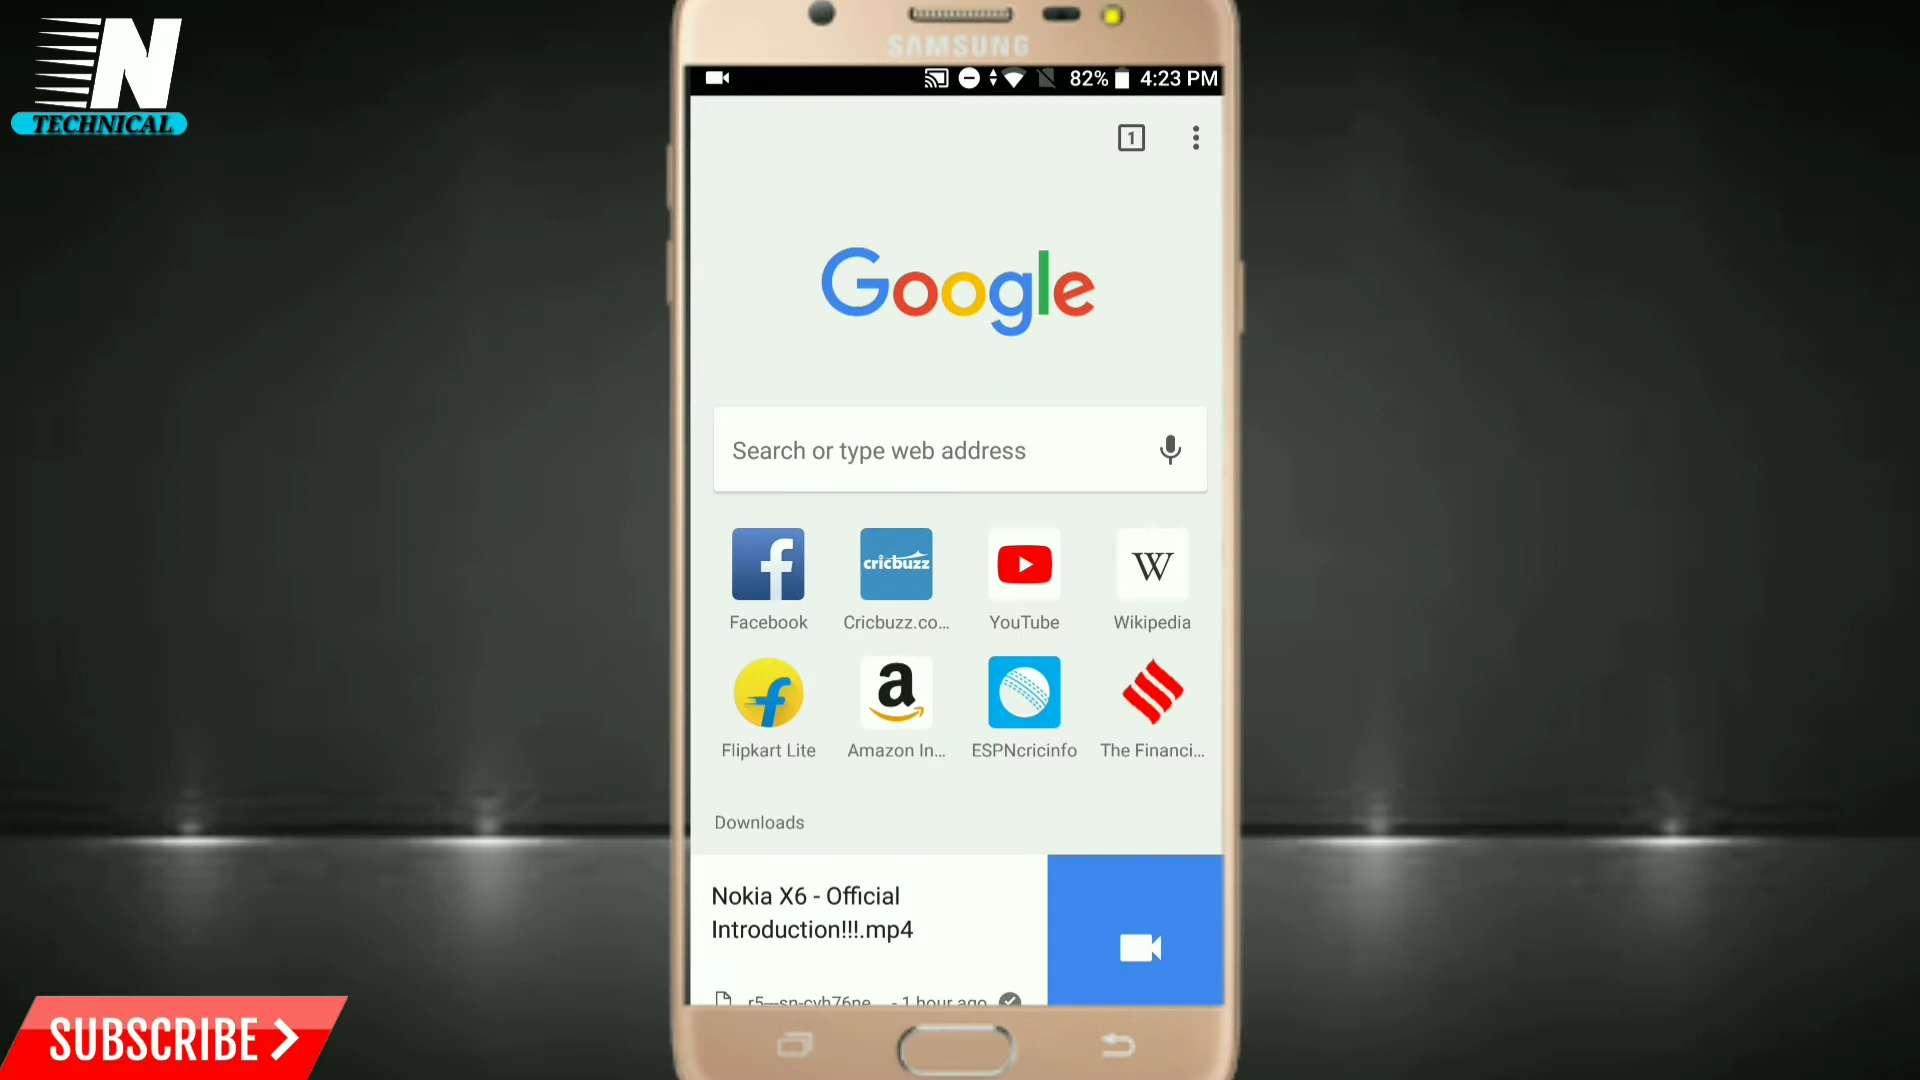 N
TECHNICAL
SAMSUNG
82% 4:23 PM
1
Google
Search or type web address
f
cricbuzz
W
Facebook
Cricbuzz.co...
YouTube
Wikipedia
f
a
Flipkart Lite
Amazon In...
ESPNcricinfo
The Financi...
Downloads
Nokia X6 - Official
Introduction!!!.mp4
- 1 hour ago
SUBSCRIBE